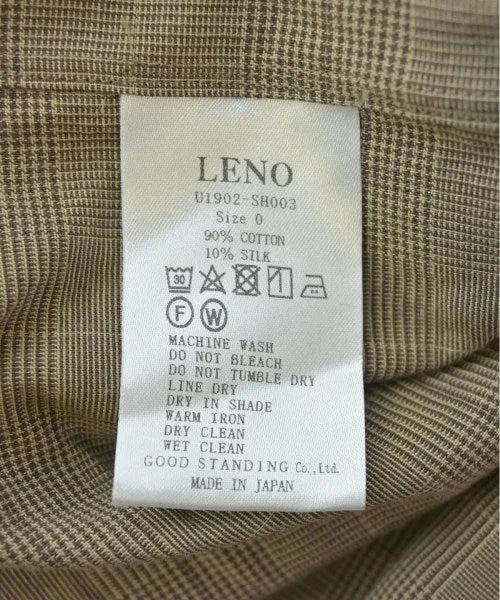 LENO
U1902-SH003
Size 0
90% COTTON
10% SILK
30
F W
MACHINE WASH
DO NOT BLEACH
DO NOT TUMBLE DRY
LINE DRY
DRY IN SHADE
WARM IRON
DRY CLEAN
WET CLEAN
GOOD STANDING Co., Ltd.
MADE IN JAPAN